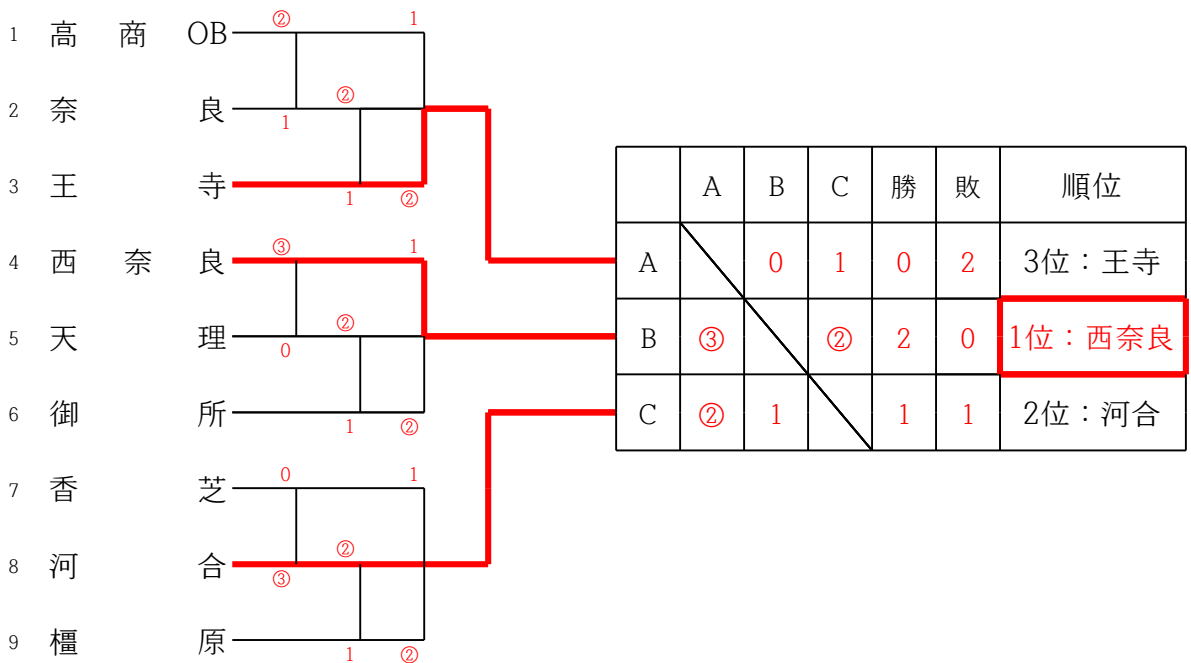 ② 1
1 高 商 OB
②
2 奈 良
1
3 王 寺
1 ②
③ 1
4 西 奈 良
②
5 天 理
0
6 御 所
1 ②
0 1
7 香 芝
②
8 河 合
③
9 橿 原
1 ②
A B C 勝 敗 順位
A 0 1 0 2 3位：王寺
B ③ ② 2 0 1位：西奈良
C ② 1 1 1 2位：河合